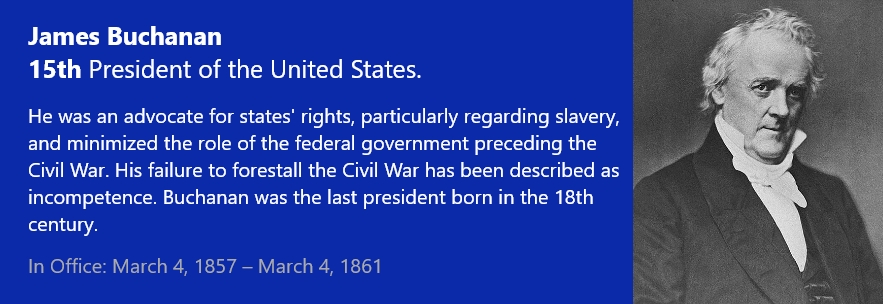 James Buchanan
15th President of the United States.
He was an advocate for states' rights, particularly regarding slavery,
and minimized the role of the federal government preceding the
Civil War. His failure to forestall the Civil War has been described as
incompetence. Buchanan was the last president born in the 18th
century.
In Office: March 4, 1857 – March 4, 1861